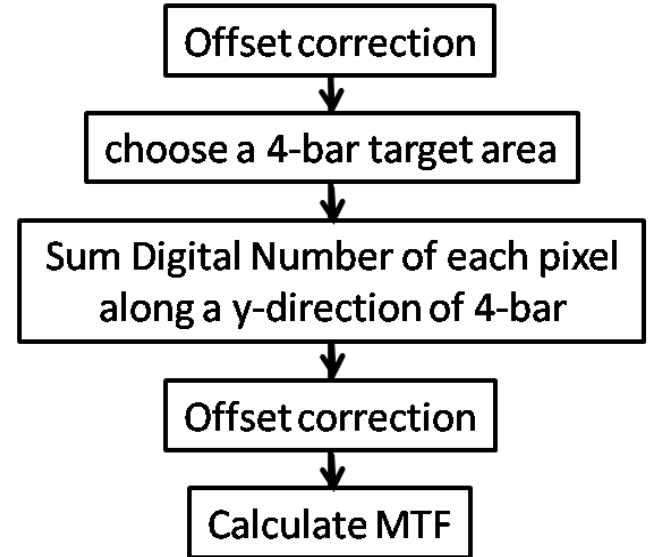 Offset correction
choose a 4-bar target area
Sum Digital Number of each pixel
along a y-direction of 4-bar
Offset correction
Calculate MTF